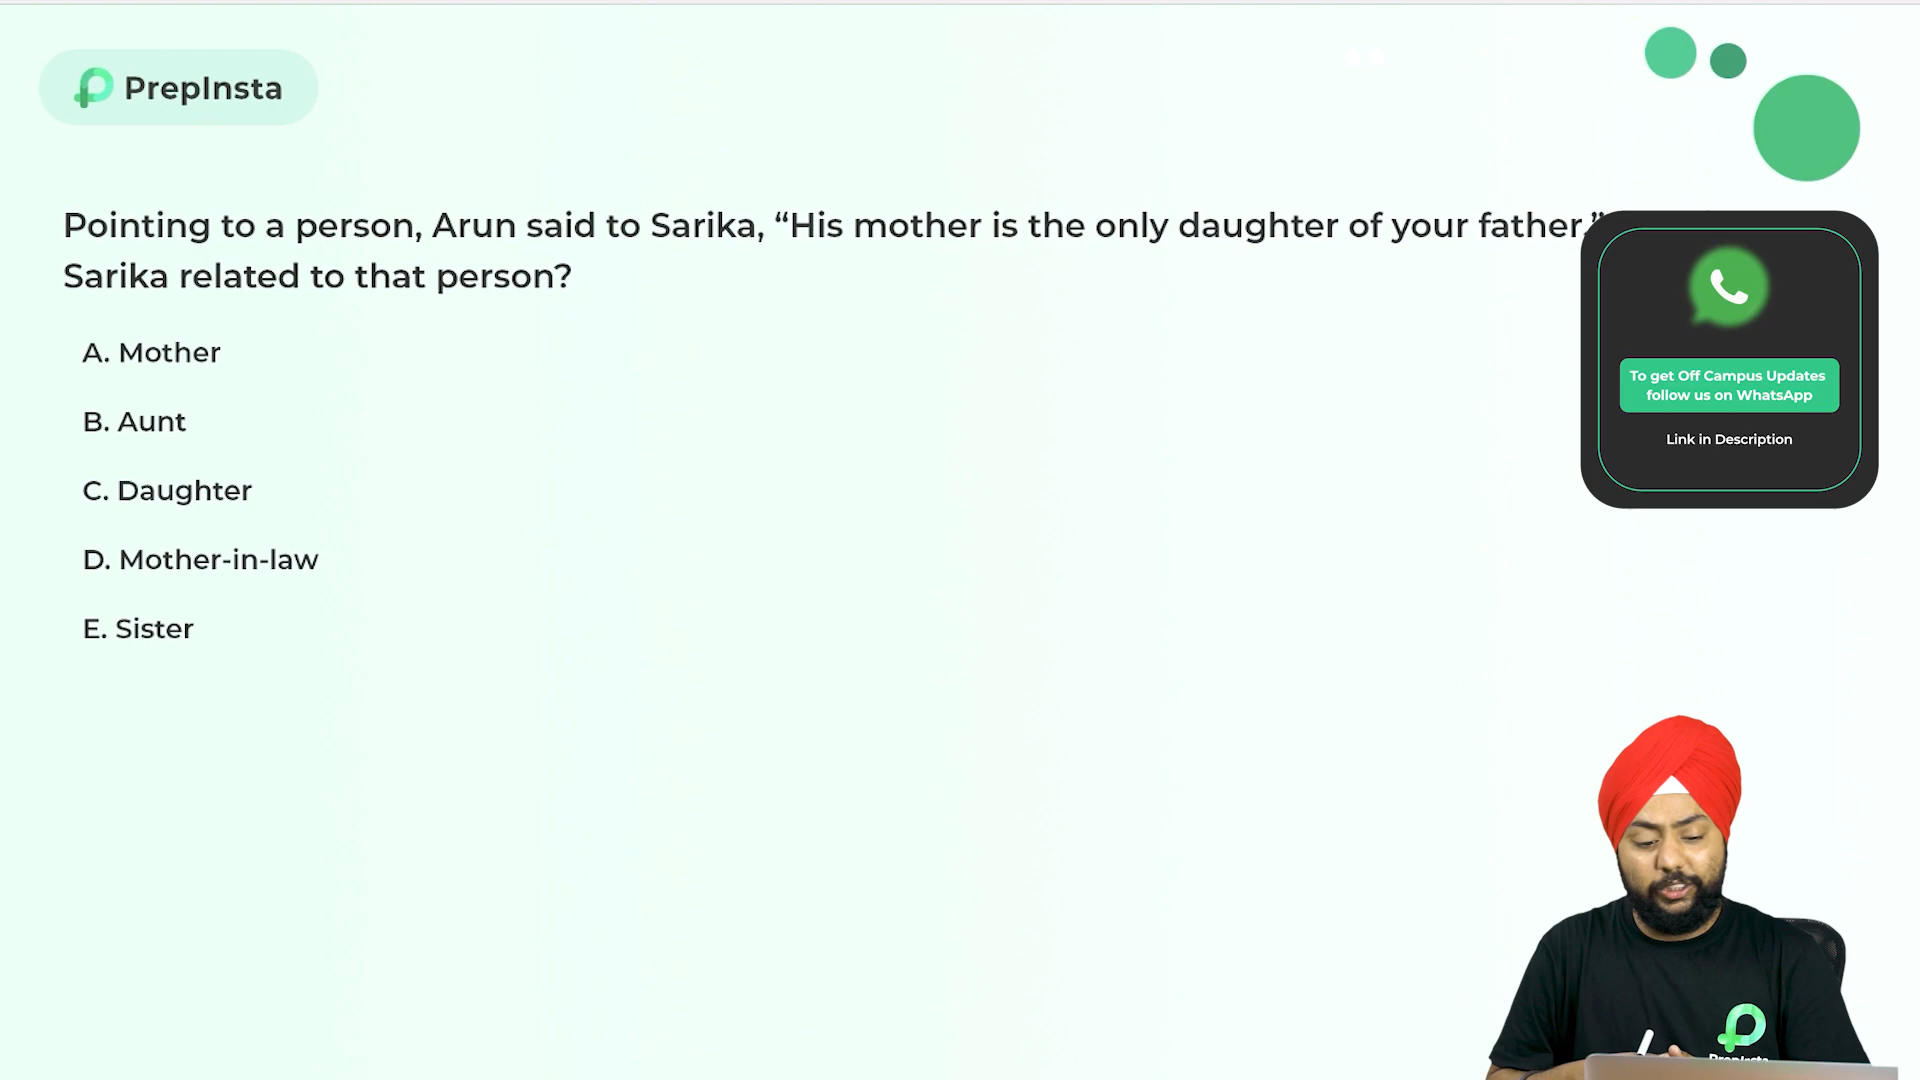 PrepInsta
Pointing to a person, Arun said to Sarika, “His mother is the only daughter of your father.”
Sarika related to that person?
A. Mother
B. Aunt
C. Daughter
D. Mother-in-law
E. Sister
To get Off Campus Updates
follow us on WhatsApp
Link in Description
PrepInsta